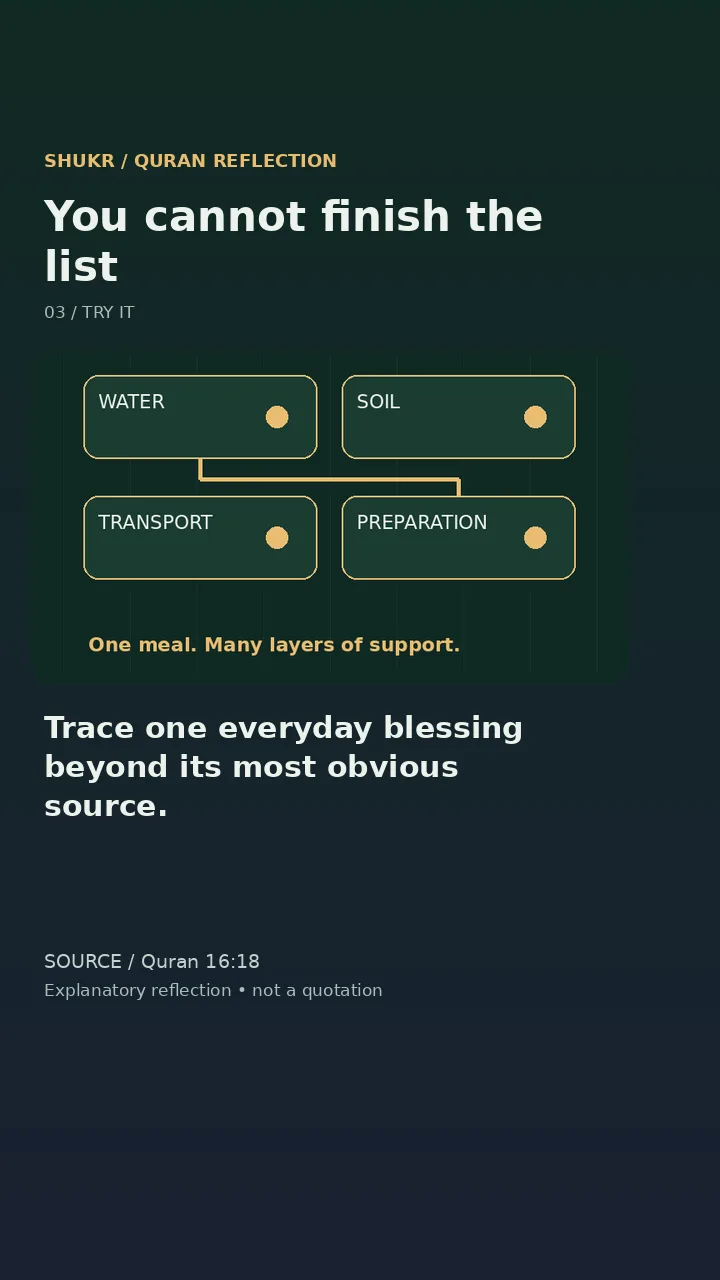 SHUKR / QURAN REFLECTION
You cannot finish the
list
03 / TRY IT
WATER
SOIL
TRANSPORT
PREPARATION
One meal. Many layers of support.
Trace one everyday blessing
beyond its most obvious
source.
SOURCE / Quran 16:18
Explanatory reflection • not a quotation